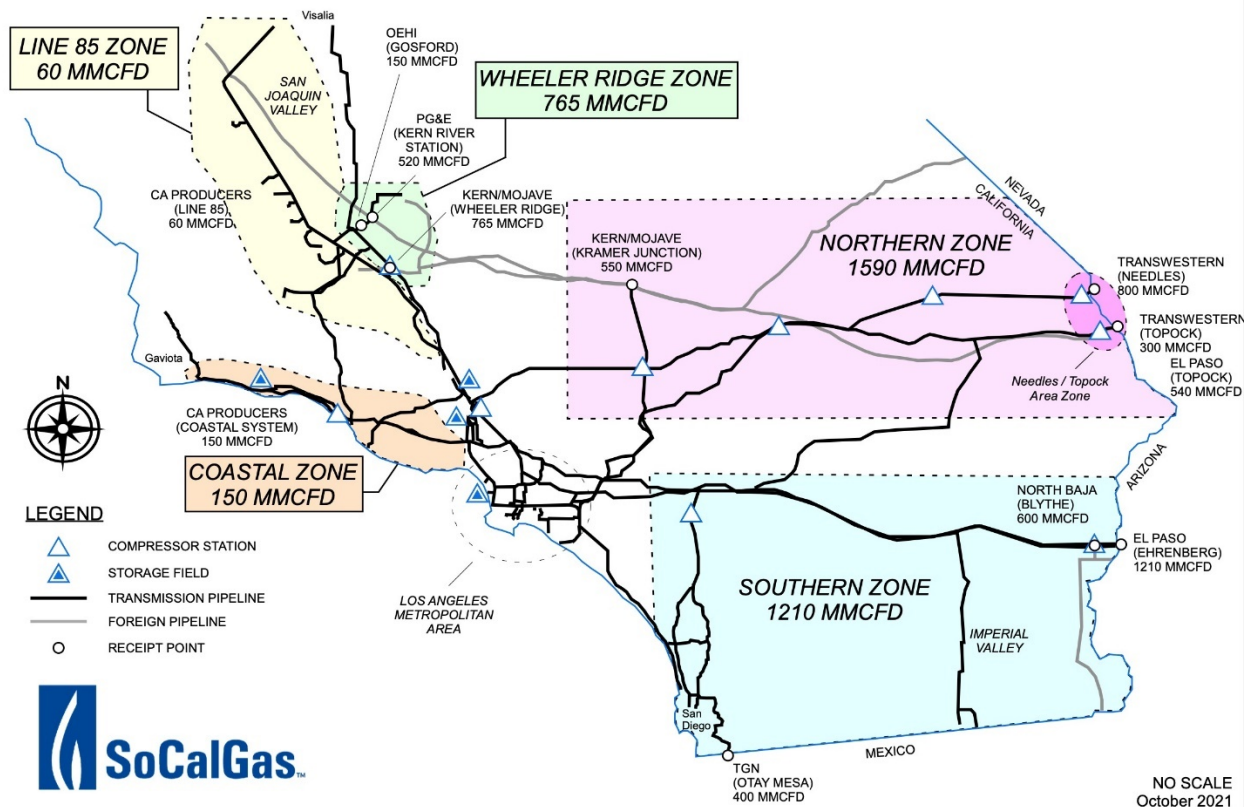 Visalia
LINE 85 ZONE
60 MMCFD
OEHI
(GOSFORD)
150 MMCFD
SAN
JOAQUIN
VALLEY
WHEELER RIDGE ZONE
765 MMCFD
PG&E
(KERN RIVER
STATION)
520 MMCFD
CA PRODUCERS
(LINE 85)
60 MMCFD
KERN/MOJAVE
(WHEELER RIDGE)
765 MMCFD
NEVADA
CALIFORNIA
KERN/MOJAVE
(KRAMER JUNCTION)
550 MMCFD
NORTHERN ZONE
1590 MMCFD
TRANSWESTERN
(NEEDLES)
800 MMCFD
TRANSWESTERN
(TOPOCK)
300 MMCFD
EL PASO
(TOPOCK)
540 MMCFD
Needles / Topock
Area Zone
Gaviota
N
CA PRODUCERS
(COASTAL SYSTEM)
150 MMCFD
COASTAL ZONE
150 MMCFD
ARIZONA
NORTH BAJA
(BLYTHE)
600 MMCFD
EL PASO
(EHRENBERG)
1210 MMCFD
LEGEND
COMPRESSOR STATION
STORAGE FIELD
TRANSMISSION PIPELINE
FOREIGN PIPELINE
RECEIPT POINT
LOS ANGELES
METROPOLITAN
AREA
SOUTHERN ZONE
1210 MMCFD
IMPERIAL
VALLEY
San
Diego
MEXICO
TGN
(OTAY MESA)
400 MMCFD
SoCalGas™
NO SCALE
October 2021